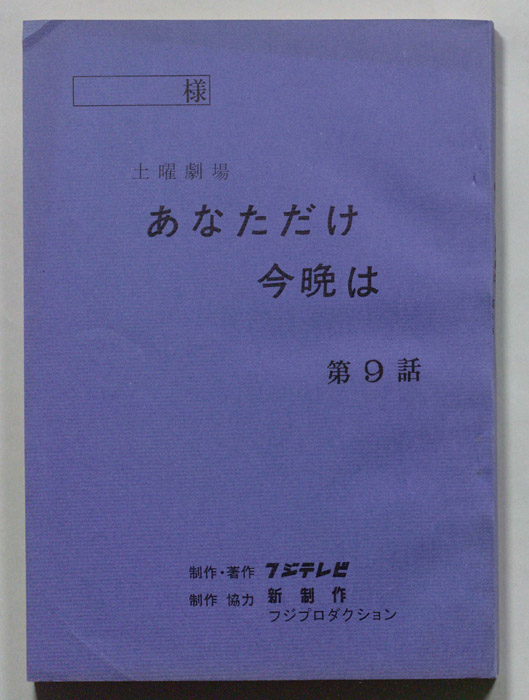 様
土曜劇場
あなただけ
今晩は
第9話
制作・著作 フジテレビ
制作 協力 新制作
フジプロダクション